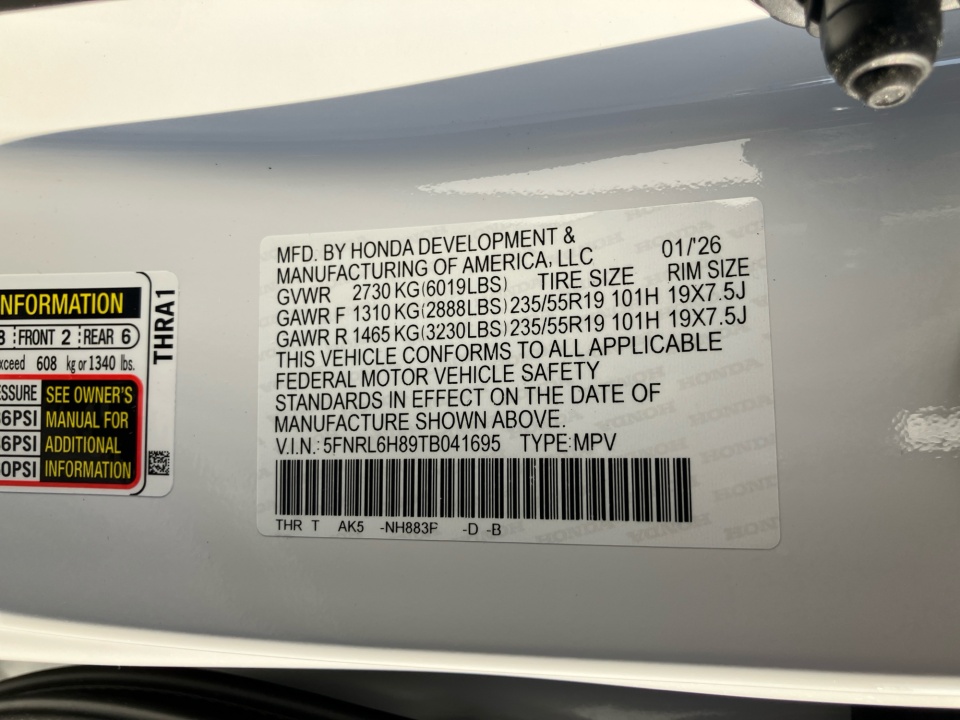 MFD. BY HONDA DEVELOPMENT &
MANUFACTURING OF AMERICA, LLC 01/'26
GVWR 2730 KG(6019LBS) TIRE SIZE RIM SIZE
GAWR F 1310 KG(2888LBS) 235/55R19 101H 19X7.5J
GAWR R 1465 KG(3230LBS) 235/55R19 101H 19X7.5J
THIS VEHICLE CONFORMS TO ALL APPLICABLE
FEDERAL MOTOR VEHICLE SAFETY
STANDARDS IN EFFECT ON THE DATE OF
MANUFACTURE SHOWN ABOVE.
V.I.N.: 5FNRL6H89TB041695 TYPE:MPV
THR T AK5 -NH883P -D -B
INFORMATION
8 FRONT 2 REAR 6
exceed 608 kg or 1340 lbs.
SEE OWNER'S
MANUAL FOR
ADDITIONAL
INFORMATION
THRA1
HONDA